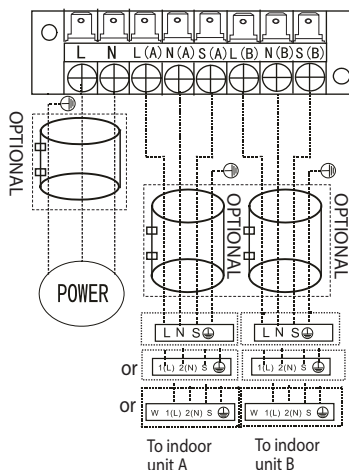 L N L(A) N(A) S(A) L(B) N(B) S(B)
OPTIONAL
OPTIONAL
OPTIONAL
POWER
L N S L N S
or 1(L) 2(N) S 1(L) 2(N) S
or W 1(L) 2(N) S W 1(L) 2(N) S
To indoor
unit A
To indoor
unit B